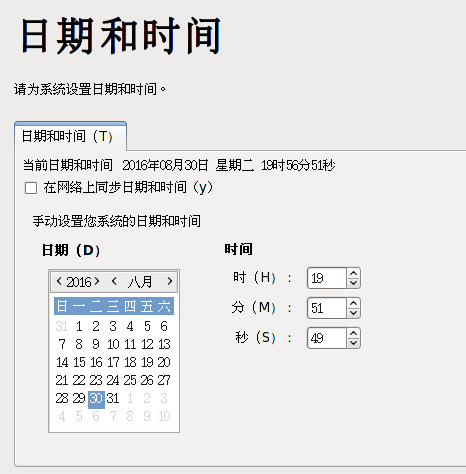 日期和时间
请为系统设置日期和时间。
日期和时间（T）
当前日期和时间 2016年08月30日 星期二 19时56分51秒
在网络上同步日期和时间（y）
手动设置您系统的日期和时间
日期（D）
< 2016 > < 八月 >
日 一 二 三 四 五 六
31 1 2 3 4 5 6
7 8 9 10 11 12 13
14 15 16 17 18 19 20
21 22 23 24 25 26 27
28 29 30 31 1 2 3
4 5 6 7 8 9 10
时间
时（H）： 19
分（M）： 51
秒（S）： 49